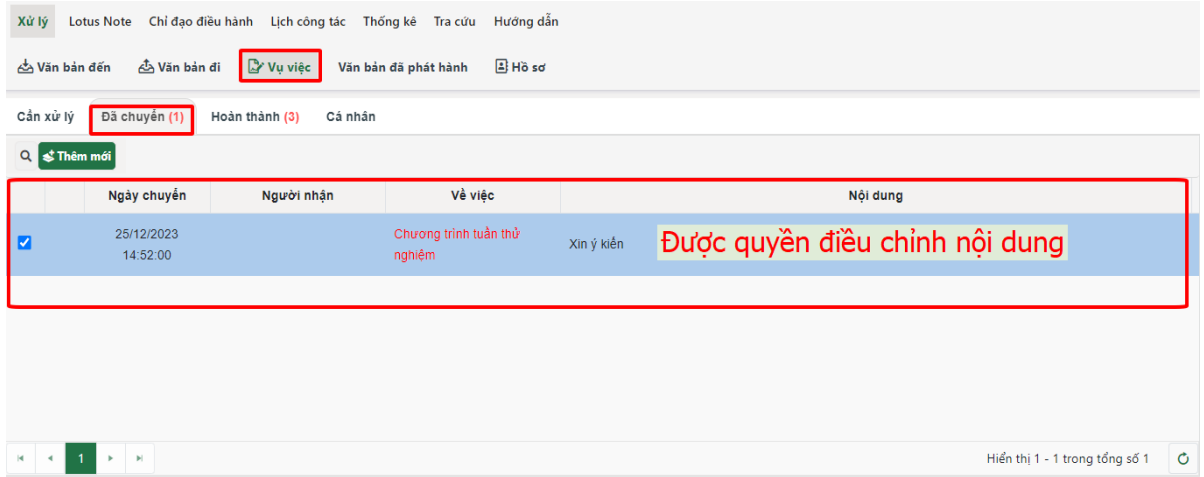 Xử lý Lotus Note Chỉ đạo điều hành Lịch công tác Thống kê Tra cứu Hướng dẫn
Văn bản đến Văn bản đi Vụ việc Văn bản đã phát hành Hồ sơ
Cần xử lý Đã chuyển (1) Hoàn thành (3) Cá nhân
Thêm mới
Ngày chuyển Người nhận Về việc Nội dung
25/12/2023
14:52:00
Chương trình tuần thử
nghiệm
Xin ý kiến
Được quyền điều chỉnh nội dung
1
Hiển thị 1 - 1 trong tổng số 1